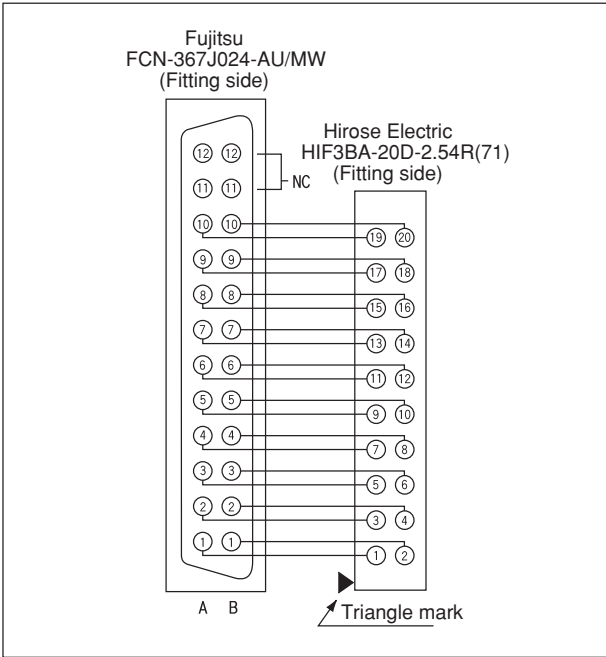 Fujitsu
FCN-367J024-AU/MW
(Fitting side)
Hirose Electric
HIF3BA-20D-2.54R(71)
(Fitting side)
12 12
11 11
NC
10 10
19 20
9 9
17 18
8 8
15 16
7 7
13 14
6 6
11 12
5 5
9 10
4 4
7 8
3 3
5 6
2 2
3 4
1 1
1 2
A B
Triangle mark